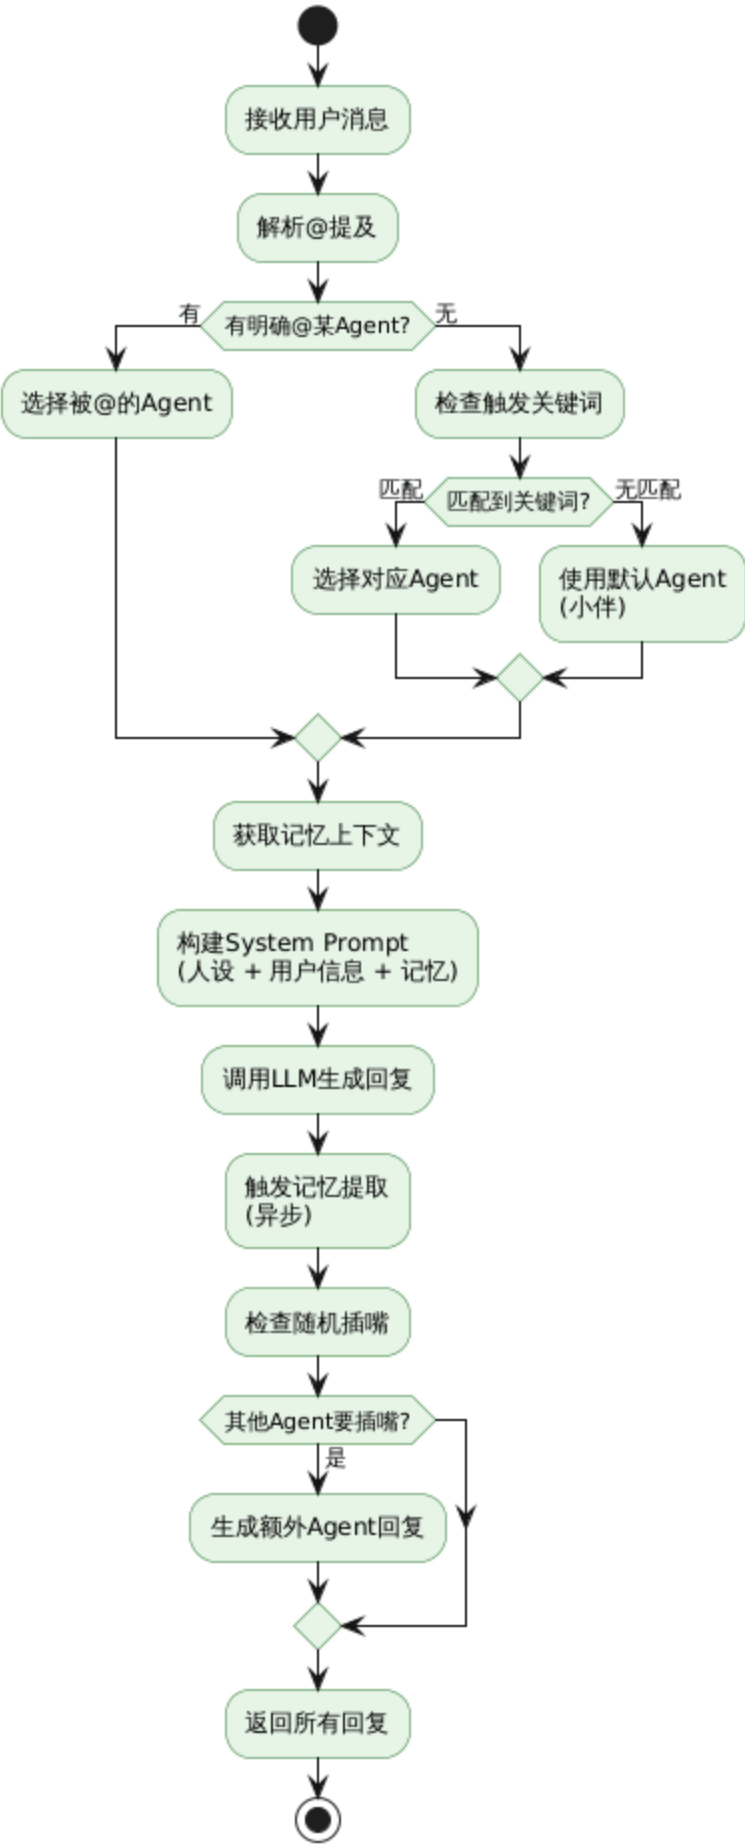 接收用户消息
解析@提及
有
有明确@某Agent?
无
选择被@的Agent
检查触发关键词
匹配
匹配到关键词?
无匹配
选择对应Agent
使用默认Agent
(小伴)
获取记忆上下文
构建System Prompt
(人设 + 用户信息 + 记忆)
调用LLM生成回复
触发记忆提取
(异步)
检查随机插嘴
其他Agent要插嘴?
是
生成额外Agent回复
返回所有回复